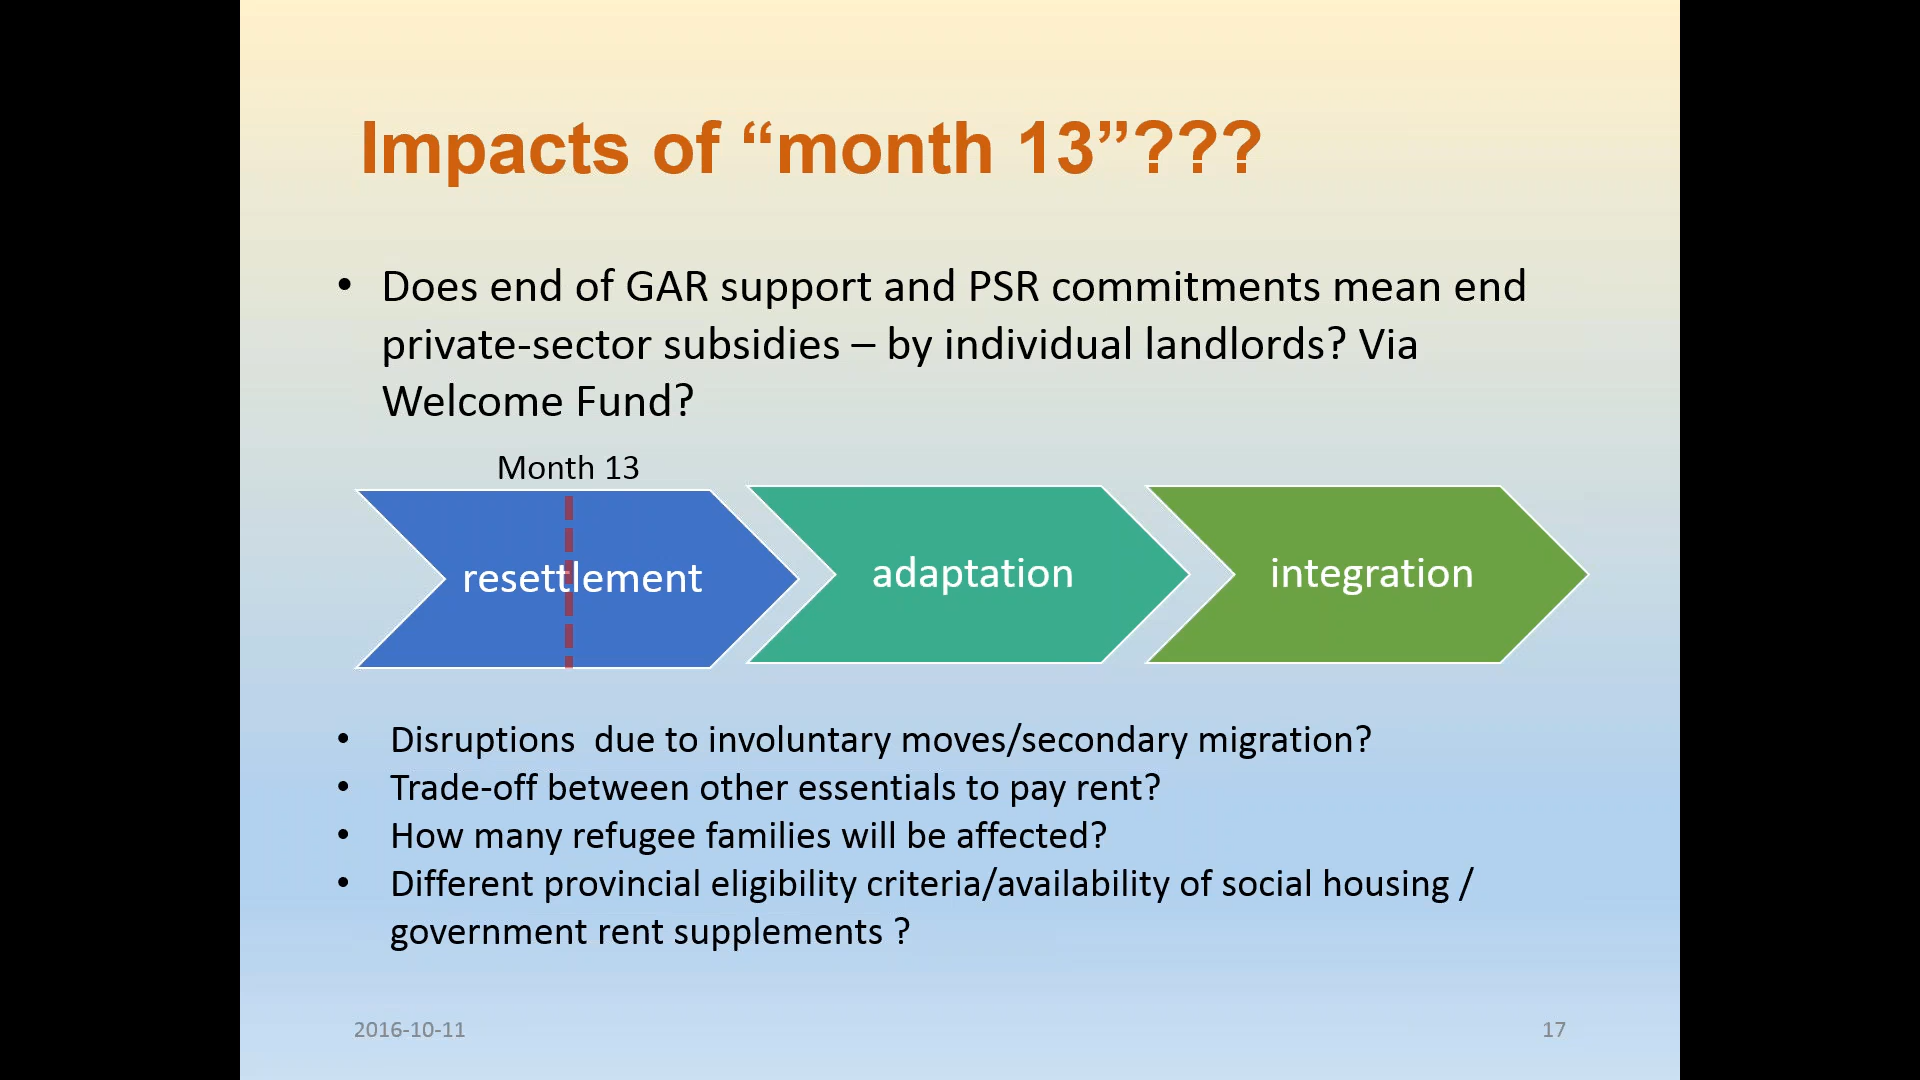 Impacts of “month 13”???
• Does end of GAR support and PSR commitments mean end
private-sector subsidies – by individual landlords? Via
Welcome Fund?
Month 13
resettlement
adaptation
integration
• Disruptions  due to involuntary moves/secondary migration?
• Trade-off between other essentials to pay rent?
• How many refugee families will be affected?
• Different provincial eligibility criteria/availability of social housing /
government rent supplements ?
2016-10-11
17